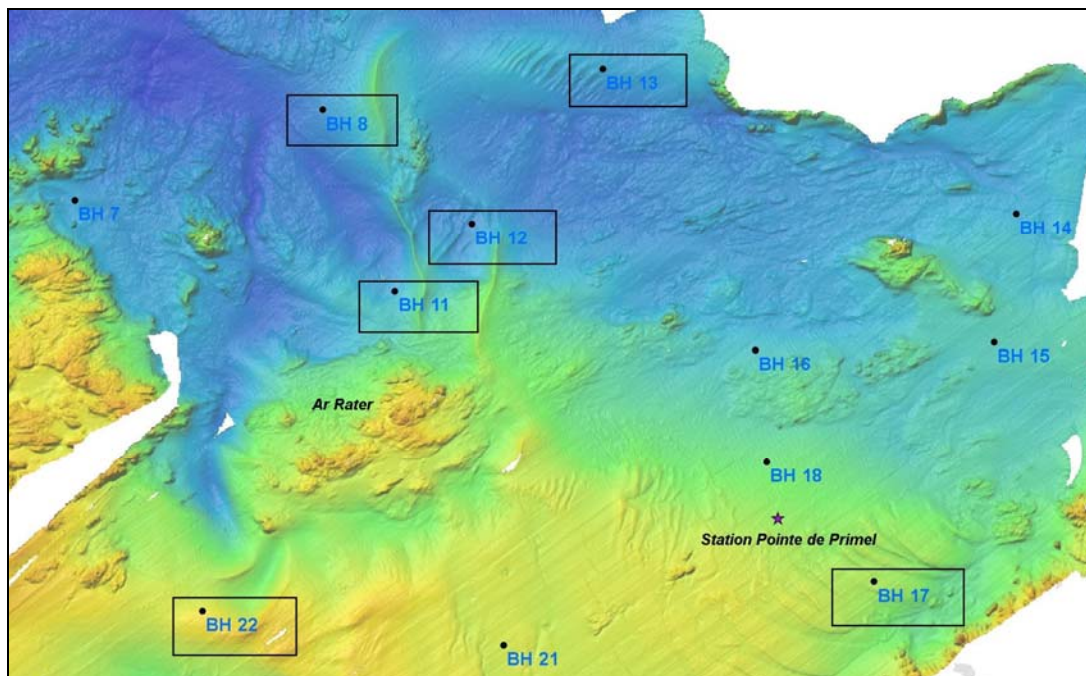 BH 13
BH 8
BH 7
BH 14
BH 12
BH 11
BH 15
BH 16
Ar Rater
BH 18
Station Pointe de Primel
BH 17
BH 22
BH 21